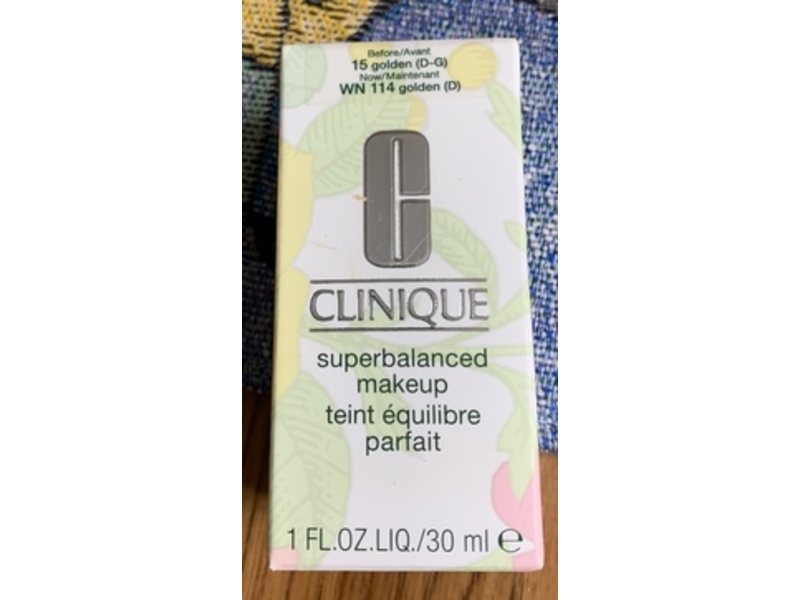 Before/Avant
15 golden (D-G)
Now/Maintenant
WN 114 golden (D)
CLINIQUE
superbalanced
makeup
teint équilibre
parfait
1 FL.OZ.LIQ./30 ml ℮